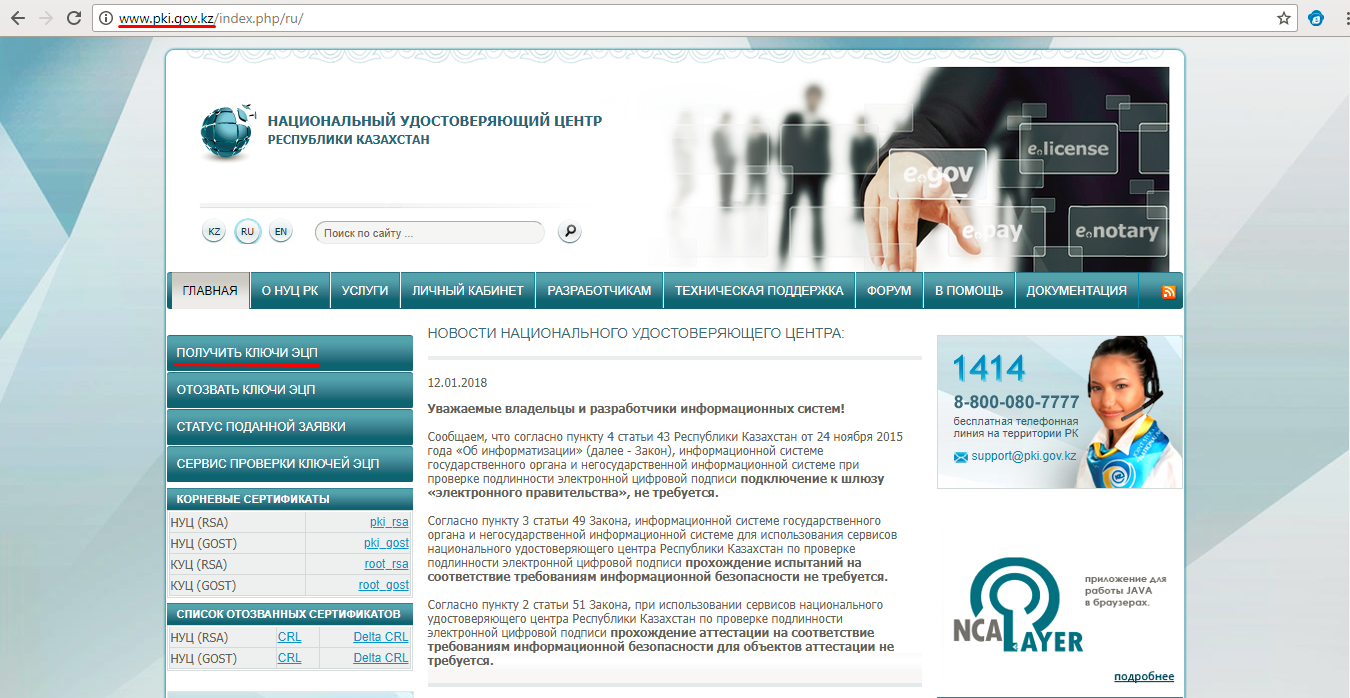 www.pki.gov.kz/index.php/ru/
НАЦИОНАЛЬНЫЙ УДОСТОВЕРЯЮЩИЙ ЦЕНТР
РЕСПУБЛИКИ КАЗАХСТАН
e.license
e.gov
e.pay
e.notary
KZ RU EN Поиск по сайту ...
ГЛАВНАЯ О НУЦ РК УСЛУГИ ЛИЧНЫЙ КАБИНЕТ РАЗРАБОТЧИКАМ ТЕХНИЧЕСКАЯ ПОДДЕРЖКА ФОРУМ В ПОМОЩЬ ДОКУМЕНТАЦИЯ
ПОЛУЧИТЬ КЛЮЧИ ЭЦП
ОТОЗВАТЬ КЛЮЧИ ЭЦП
СТАТУС ПОДАННОЙ ЗАЯВКИ
СЕРВИС ПРОВЕРКИ КЛЮЧЕЙ ЭЦП
КОРНЕВЫЕ СЕРТИФИКАТЫ
НУЦ (RSA) pki_rsa
НУЦ (GOST) pki_gost
КУЦ (RSA) root_rsa
КУЦ (GOST) root_gost
СПИСОК ОТОЗВАННЫХ СЕРТИФИКАТОВ
НУЦ (RSA) CRL Delta CRL
НУЦ (GOST) CRL Delta CRL
НОВОСТИ НАЦИОНАЛЬНОГО УДОСТОВЕРЯЮЩЕГО ЦЕНТРА:
12.01.2018
Уважаемые владельцы и разработчики информационных систем!
Сообщаем, что согласно пункту 4 статьи 43 Республики Казахстан от 24 ноября 2015
года «Об информатизации» (далее - Закон), информационной системе
государственного органа и негосударственной информационной системе при
проверке подлинности электронной цифровой подписи подключение к шлюзу
«электронного правительства», не требуется.
Согласно пункту 3 статьи 49 Закона, информационной системе государственного
органа и негосударственной информационной системе для использования сервисов
национального удостоверяющего центра Республики Казахстан по проверке
подлинности электронной цифровой подписи прохождение испытаний на
соответствие требованиям информационной безопасности не требуется.
Согласно пункту 2 статьи 51 Закона, при использовании сервисов национального
удостоверяющего центра Республики Казахстан по проверке подлинности
электронной цифровой подписи прохождение аттестации на соответствие
требованиям информационной безопасности для объектов аттестации не
требуется.
1414
8-800-080-7777
бесплатная телефонная
линия на территории РК
support@pki.gov.kz
приложение для
работы JAVA
в браузерах.
NCALAYER
подробнее